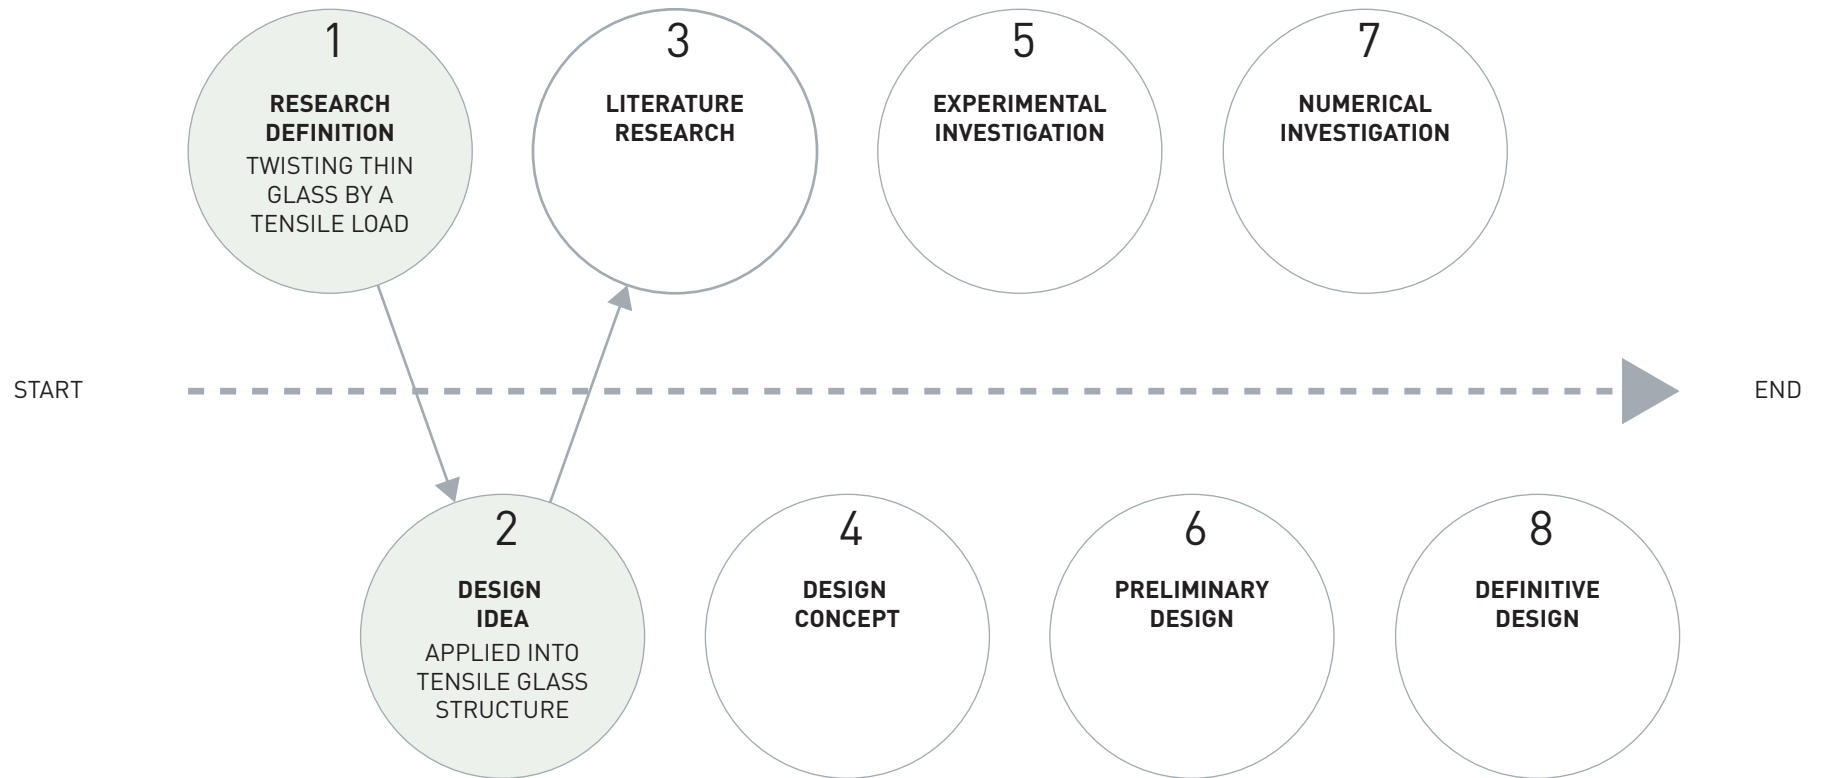 1
RESEARCH
DEFINITION
TWISTING THIN
GLASS BY A
TENSILE LOAD
3
LITERATURE
RESEARCH
5
EXPERIMENTAL
INVESTIGATION
7
NUMERICAL
INVESTIGATION
START
END
2
DESIGN
IDEA
APPLIED INTO
TENSILE GLASS
STRUCTURE
4
DESIGN
CONCEPT
6
PRELIMINARY
DESIGN
8
DEFINITIVE
DESIGN